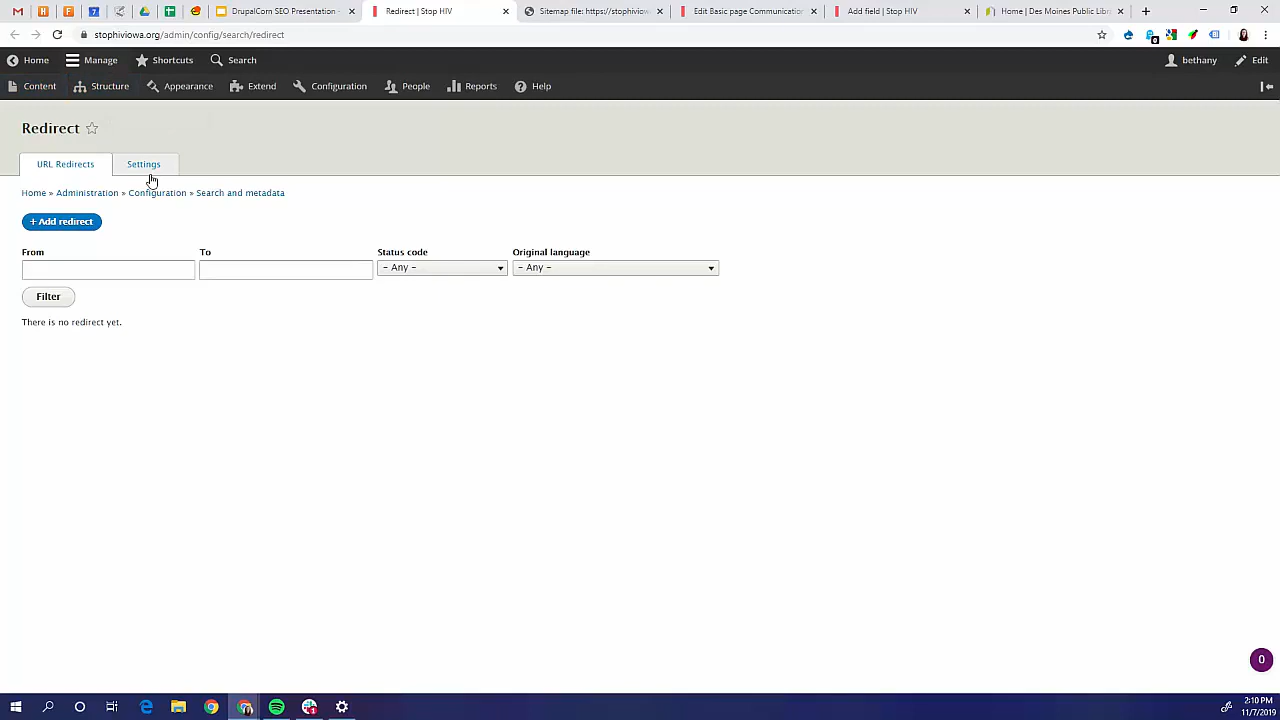 DrupalCorn SEO Presentation -
Redirect | Stop HIV
Sitemap file: https://stophiviowa
Edit Basic page Communication
Add field | Stop HIV
Home | Des Moines Public Libra
stophiviowa.org/admin/config/search/redirect
Home
Manage
Shortcuts
Search
bethany
Edit
Content
Structure
Appearance
Extend
Configuration
People
Reports
Help
Redirect
URL Redirects
Settings
Home » Administration » Configuration » Search and metadata
+ Add redirect
From
To
Status code
Original language
- Any -
- Any -
Filter
There is no redirect yet.
0
2:10 PM
11/7/2019